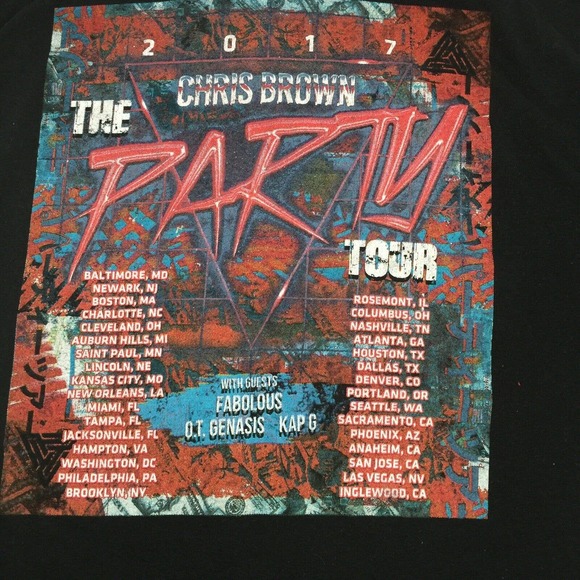 2 0 1 7
CHRIS BROWN
THE
PARTY
TOUR
BALTIMORE, MD
NEWARK, NJ
BOSTON, MA
CHARLOTTE, NC
CLEVELAND, OH
AUBURN HILLS, MI
SAINT PAUL, MN
LINCOLN, NE
KANSAS CITY, MO
NEW ORLEANS, LA
MIAMI, FL
TAMPA, FL
JACKSONVILLE, FL
HAMPTON, VA
WASHINGTON, DC
PHILADELPHIA, PA
BROOKLYN, NY
WITH GUESTS
FABOLOUS
O.T. GENASIS KAP G
ROSEMONT, IL
COLUMBUS, OH
NASHVILLE, TN
ATLANTA, GA
HOUSTON, TX
DALLAS, TX
DENVER, CO
PORTLAND, OR
SEATTLE, WA
SACRAMENTO, CA
PHOENIX, AZ
ANAHEIM, CA
SAN JOSE, CA
LAS VEGAS, NV
INGLEWOOD, CA